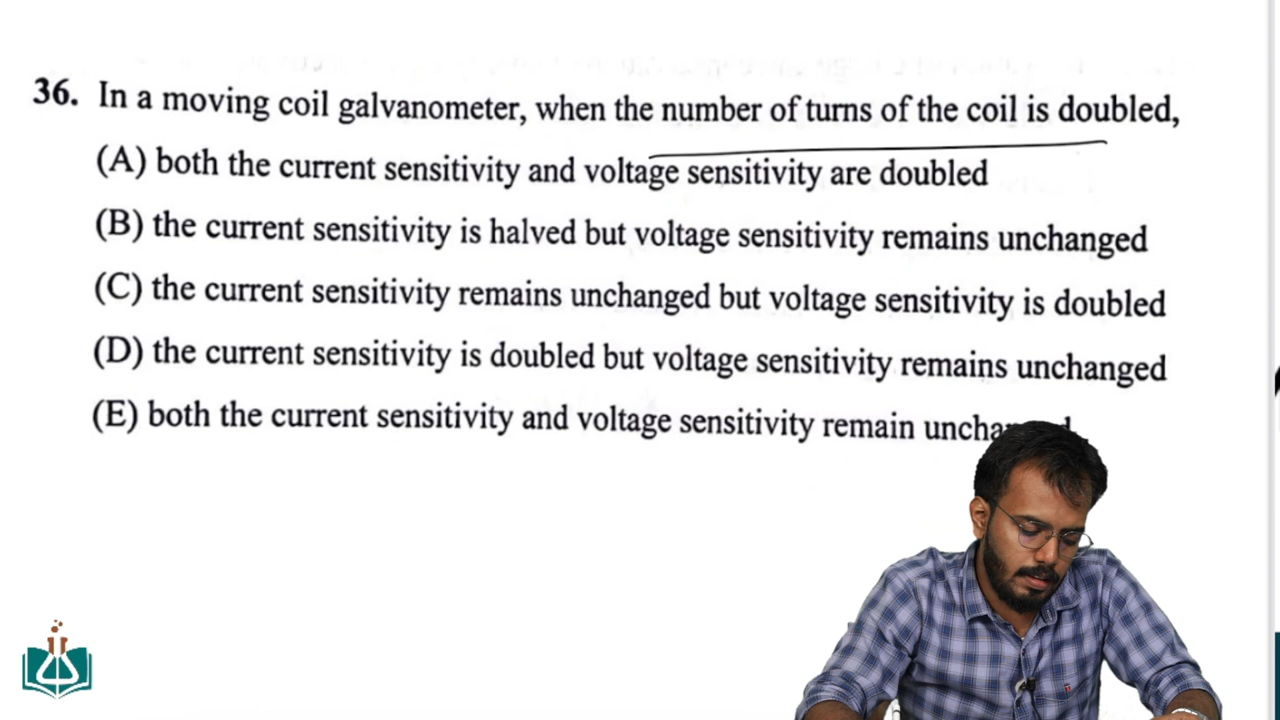 36. In a moving coil galvanometer, when the number of turns of the coil is doubled,
(A) both the current sensitivity and voltage sensitivity are doubled
(B) the current sensitivity is halved but voltage sensitivity remains unchanged
(C) the current sensitivity remains unchanged but voltage sensitivity is doubled
(D) the current sensitivity is doubled but voltage sensitivity remains unchanged
(E) both the current sensitivity and voltage sensitivity remain